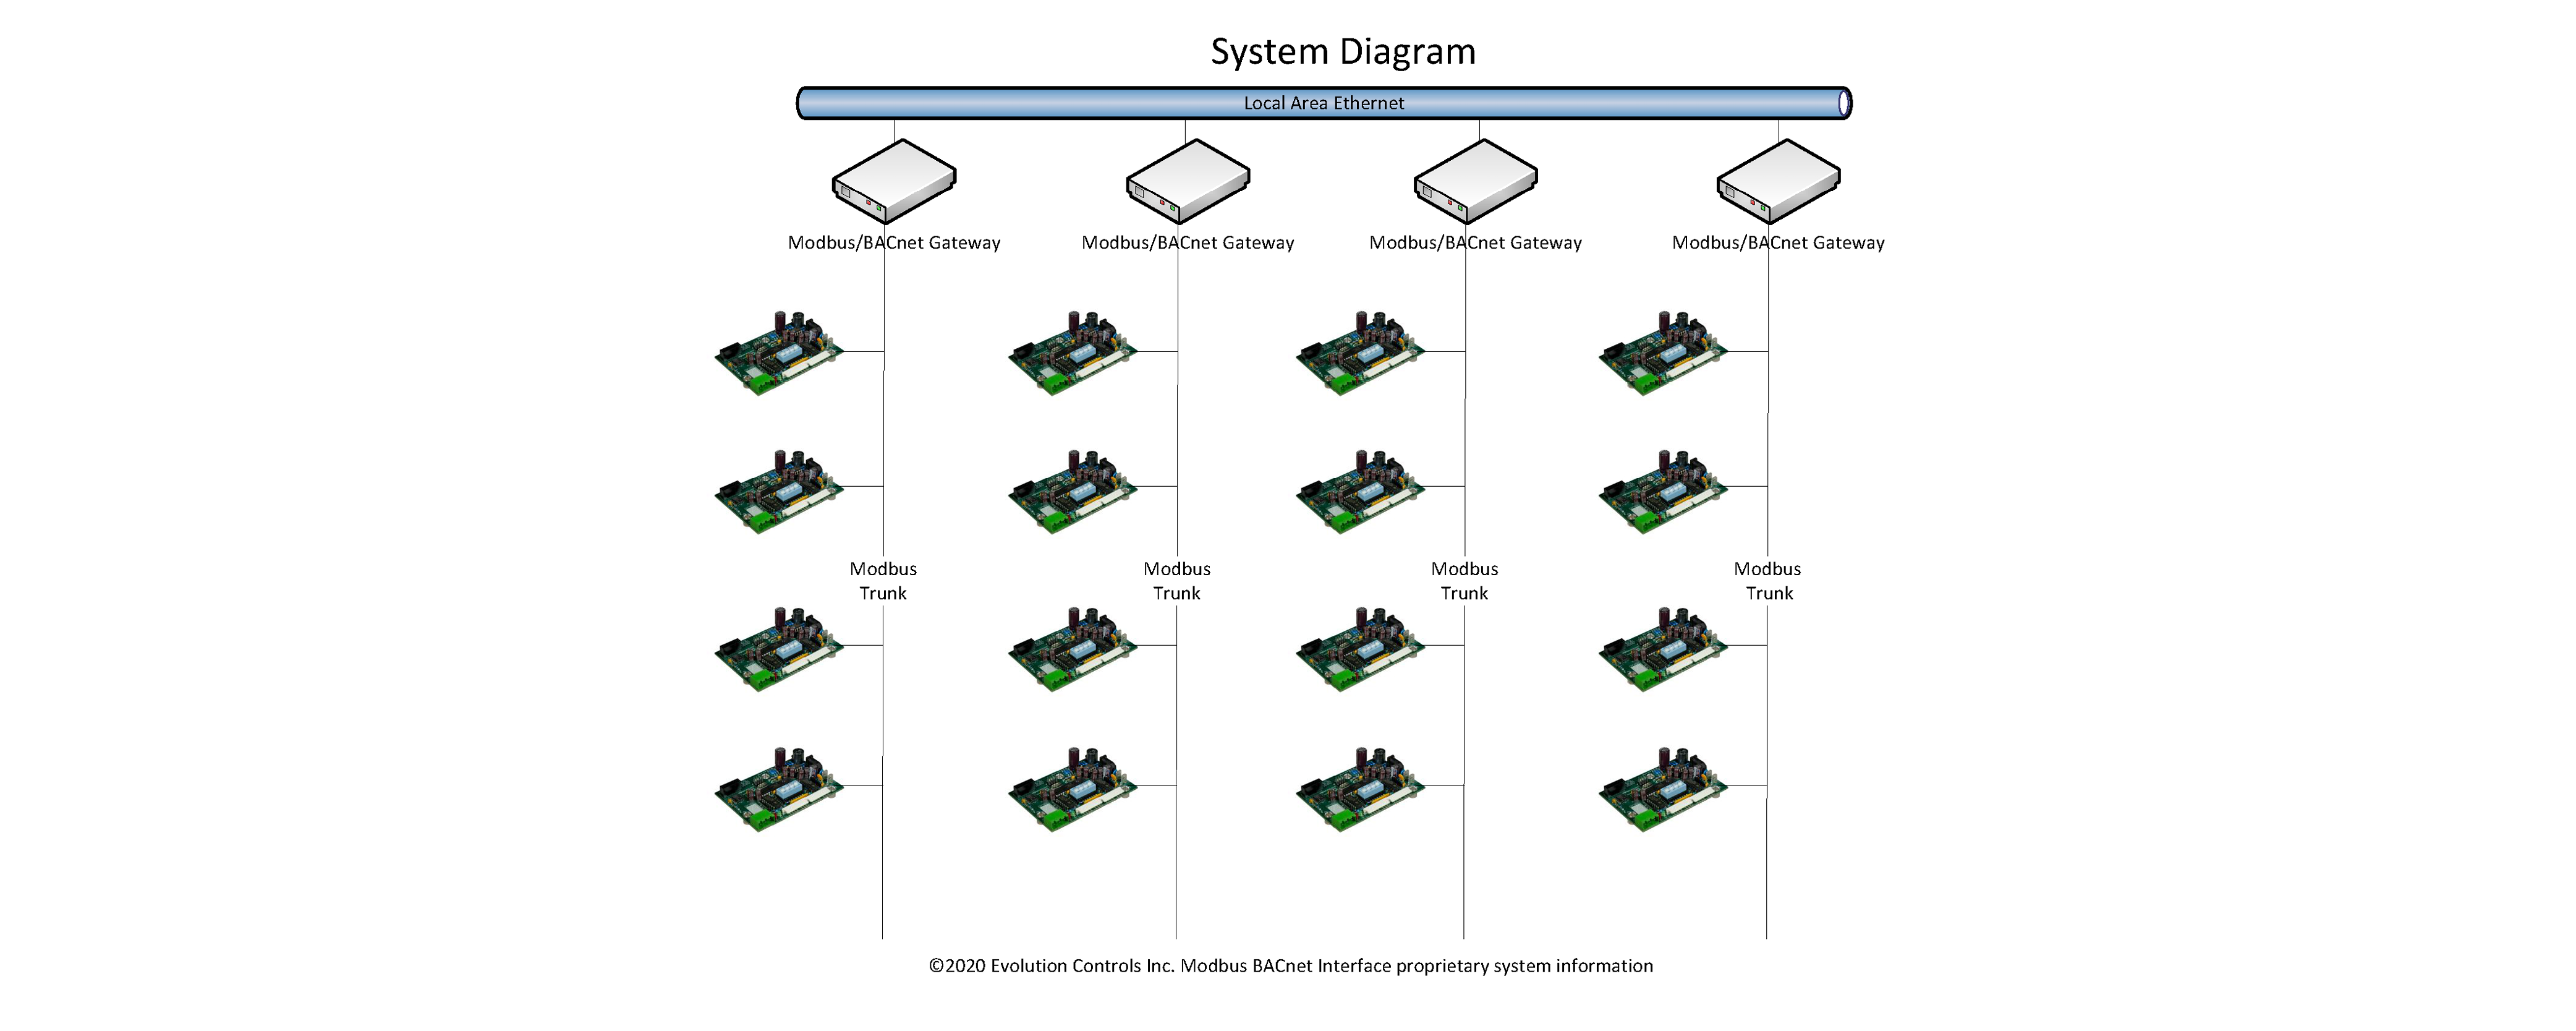 System Diagram
Local Area Ethernet
Modbus/BACnet Gateway
Modbus/BACnet Gateway
Modbus/BACnet Gateway
Modbus/BACnet Gateway
Modbus
Trunk
Modbus
Trunk
Modbus
Trunk
Modbus
Trunk
©2020 Evolution Controls Inc. Modbus BACnet Interface proprietary system information